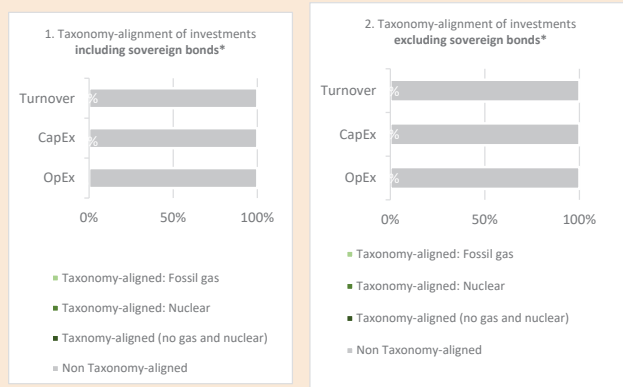 1. Taxonomy-alignment of investments
including sovereign bonds*
Turnover
%
CapEx
%
OpEx
0% 50% 100%
Taxonomy-aligned: Fossil gas
Taxonomy-aligned: Nuclear
Taxnomy-aligned (no gas and nuclear)
Non Taxonomy-aligned
2. Taxonomy-alignment of investments
excluding sovereign bonds*
Turnover
%
CapEx
%
OpEx
%
0% 50% 100%
Taxonomy-aligned: Fossil gas
Taxonomy-aligned: Nuclear
Taxonomy-aligned (no gas and nuclear)
Non Taxonomy-aligned